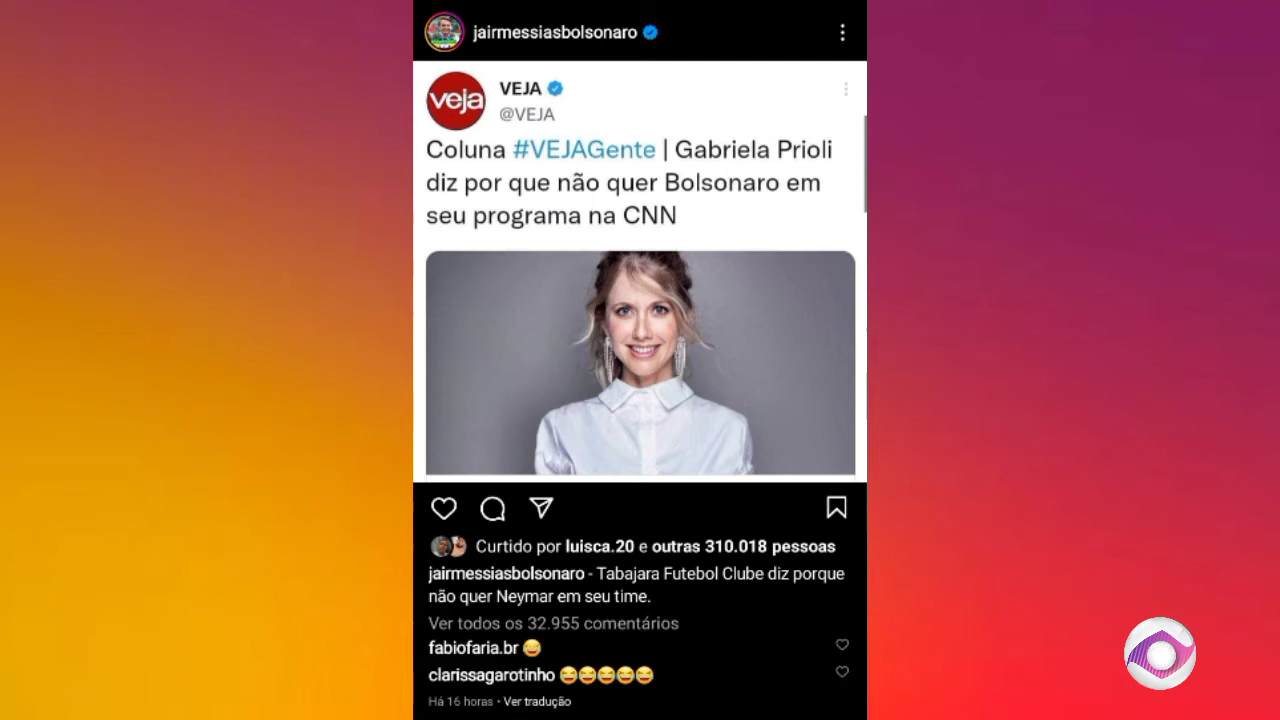 jairmessiasbolsonaro
veja
VEJA
@VEJA
Coluna #VEJAGente | Gabriela Prioli
diz por que não quer Bolsonaro em
seu programa na CNN
Curtido por luisca.20 e outras 310.018 pessoas
jairmessiasbolsonaro - Tabajara Futebol Clube diz porque
não quer Neymar em seu time.
Ver todos os 32.955 comentários
fabiofaria.br 😂
clarissagarotinho 😂😂😂😂😂
Há 16 horas • Ver tradução